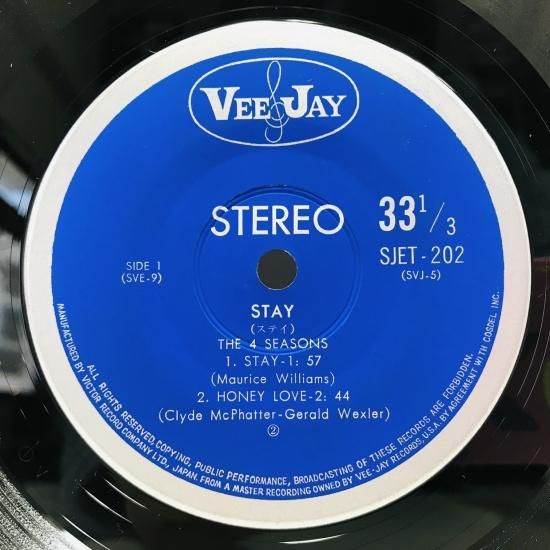 VEE JAY
STEREO
33 1/3
SJET-202
(SVJ-5)
SIDE 1
(SVE-9)
STAY
(ステイ)
THE 4 SEASONS
1. STAY-1: 57
(Maurice Williams)
2. HONEY LOVE-2: 44
(Clyde McPhatter-Gerald Wexler)
②
ALL RIGHTS RESERVED.COPYING, PUBLIC PERFORMANCE, BROADCASTING OF THESE RECORDS ARE FORBIDDEN.
MANUFACTURED BY VICTOR RECORD COMPANY LTD, JAPAN. FROM A MASTER RECORDING OWNED BY VEE-JAY RECORDS, U.S.A. BY AGREEMENT WITH COSDEL INC.